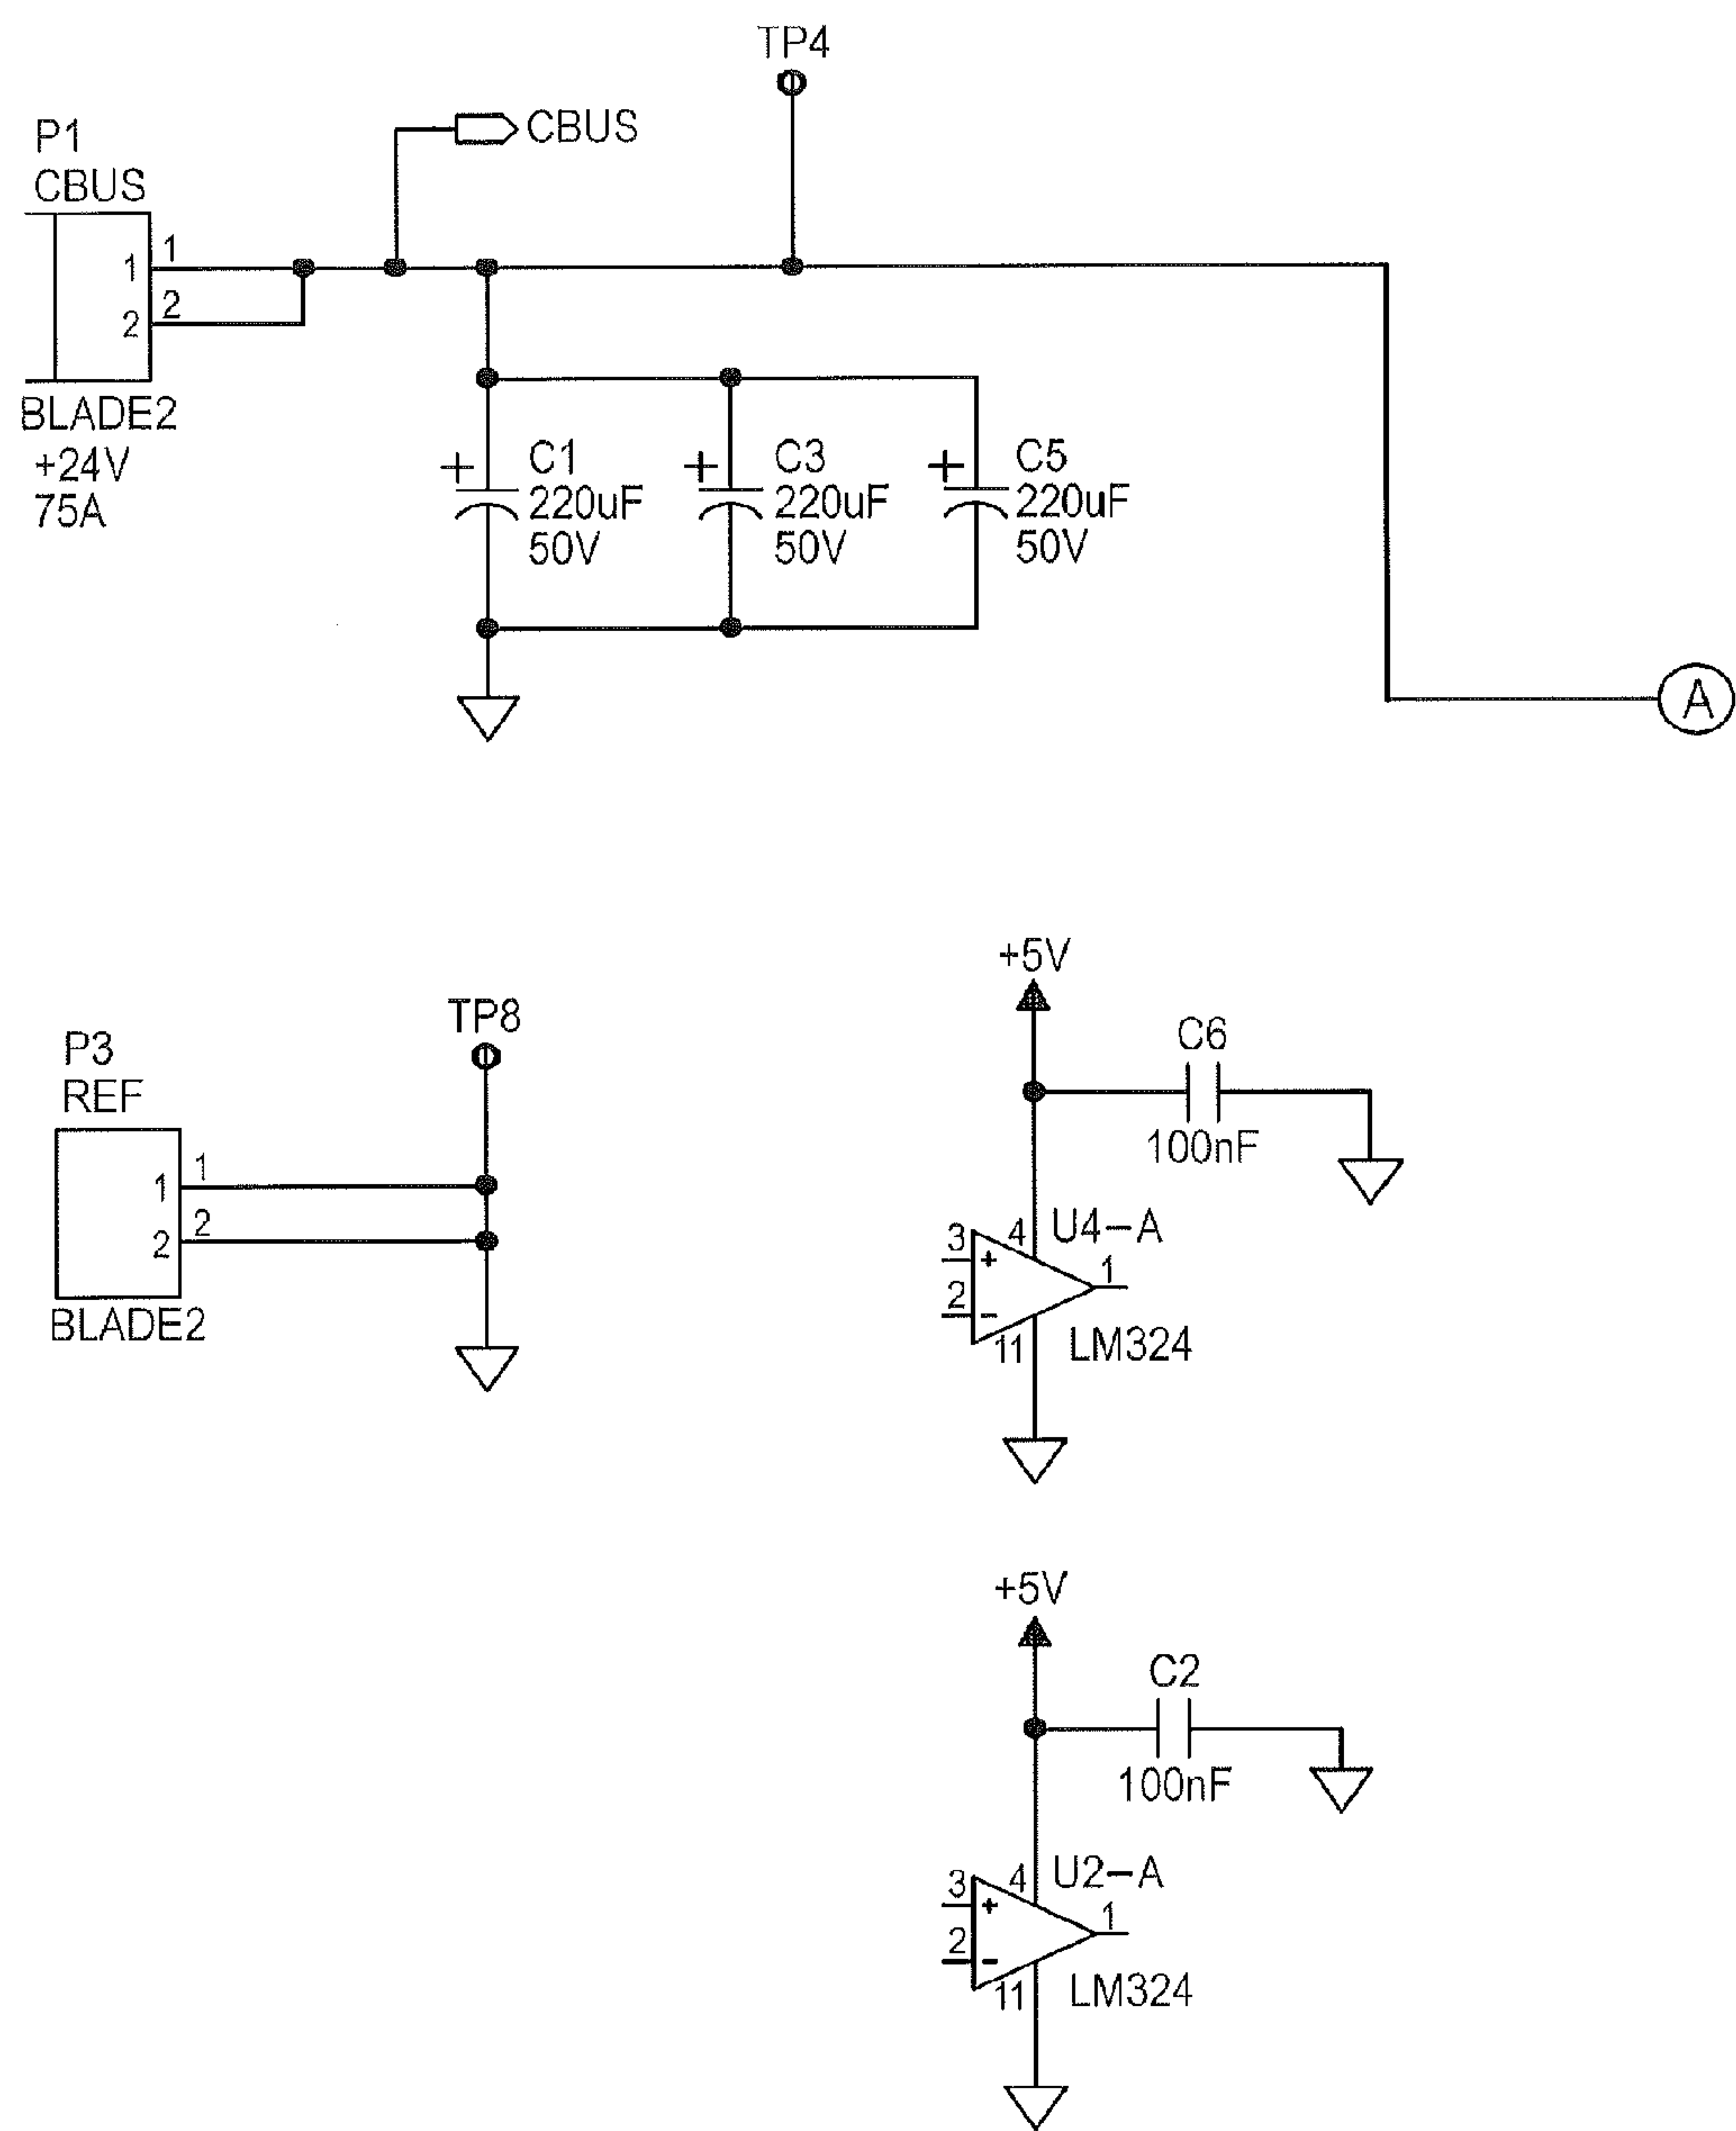 TP4
CBUS
P1
CBUS
1
1
2
2
BLADE2
+24V
75A
+
C1
220uF
50V
+
C3
220uF
50V
+
C5
220uF
50V
A
P3
REF
1
1
2
2
BLADE2
TP8
+5V
C6
100nF
U4-A
3
4
+
1
2
-
11
LM324
+5V
C2
100nF
U2-A
3
4
+
1
2
-
11
LM324